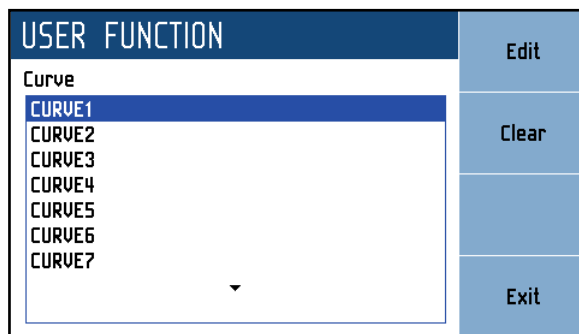 USER FUNCTION
Curve
CURVE1
CURVE2
CURVE3
CURVE4
CURVE5
CURVE6
CURVE7
Edit
Clear
Exit